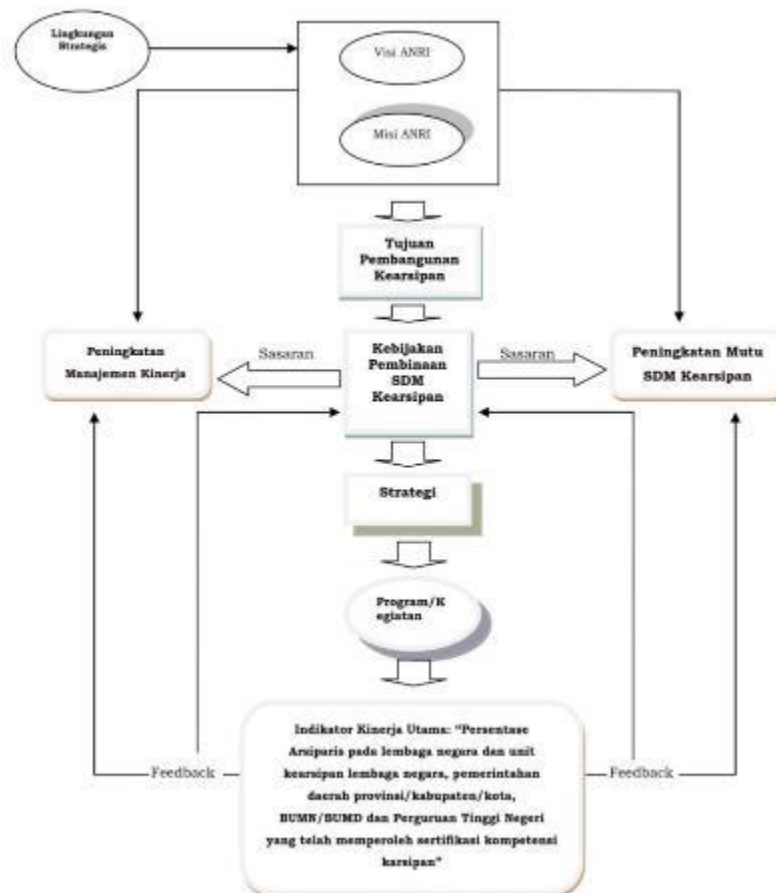 Lingkungan
Strategis
Visi ANRI
Misi ANRI
Tujuan
Pembangunan
Kearsipan
Peningkatan
Manajemen Kinerja
Sasaran
Kebijakan
Pembinaan
SDM
Kearsipan
Sasaran
Peningkatan Mutu
SDM Kearsipan
Strategi
Program/K
egiatan
Feedback
Indikator Kinerja Utama: “Persentase
Arsiparis pada lembaga negara dan unit
kearsipan lembaga negara, pemerintahan
daerah provinsi/kabupaten/kota,
BUMN/BUMD dan Perguruan Tinggi Negeri
yang telah memperoleh sertifikasi kompetensi
karsipan”
Feedback